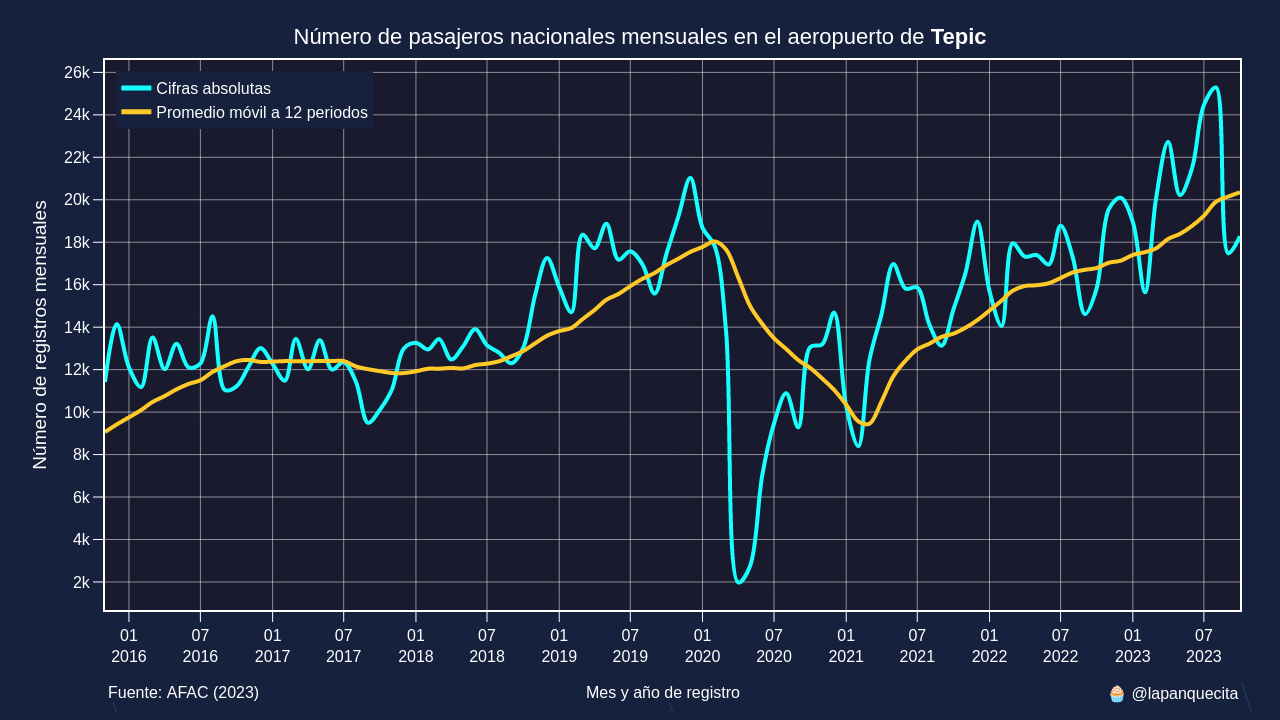 Número de pasajeros nacionales mensuales en el aeropuerto de Tepic
Cifras absolutas
Promedio móvil a 12 periodos
Número de registros mensuales
26k
24k
22k
20k
18k
16k
14k
12k
10k
8k
6k
4k
2k
01 07 01 07 01 07 01 07 01 07 01 07 01 07 01 07
2016 2016 2017 2017 2018 2018 2019 2019 2020 2020 2021 2021 2022 2022 2023 2023
Fuente: AFAC (2023)
Mes y año de registro
🧁 @lapanquecita